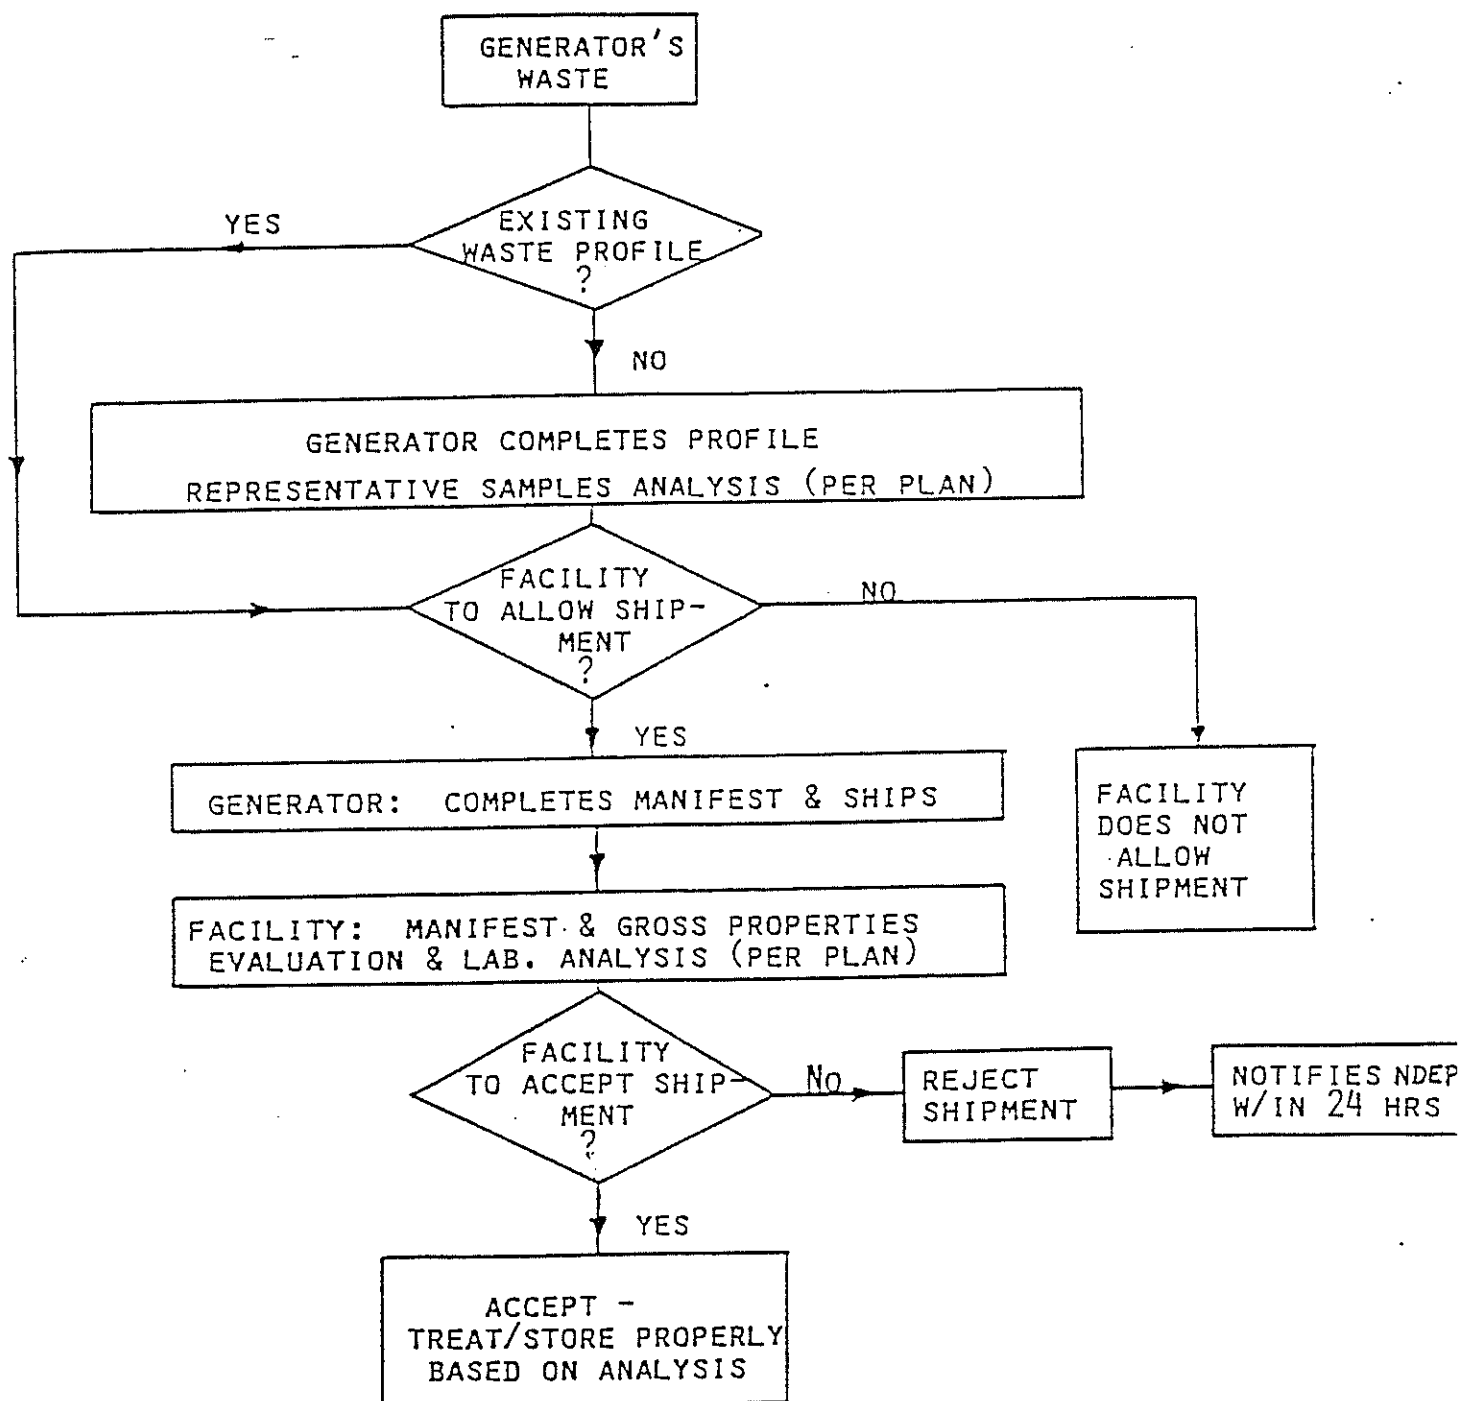 GENERATOR'S
WASTE
YES
EXISTING
WASTE PROFILE
?
NO
GENERATOR COMPLETES PROFILE
REPRESENTATIVE SAMPLES ANALYSIS (PER PLAN)
FACILITY
TO ALLOW SHIP-
MENT
?
NO
YES
GENERATOR: COMPLETES MANIFEST & SHIPS
FACILITY
DOES NOT
ALLOW
SHIPMENT
FACILITY: MANIFEST & GROSS PROPERTIES
EVALUATION & LAB. ANALYSIS (PER PLAN)
FACILITY
TO ACCEPT SHIP-
MENT
?
No
REJECT
SHIPMENT
NOTIFIES NDEP
W/IN 24 HRS
YES
ACCEPT -
TREAT/STORE PROPERLY
BASED ON ANALYSIS